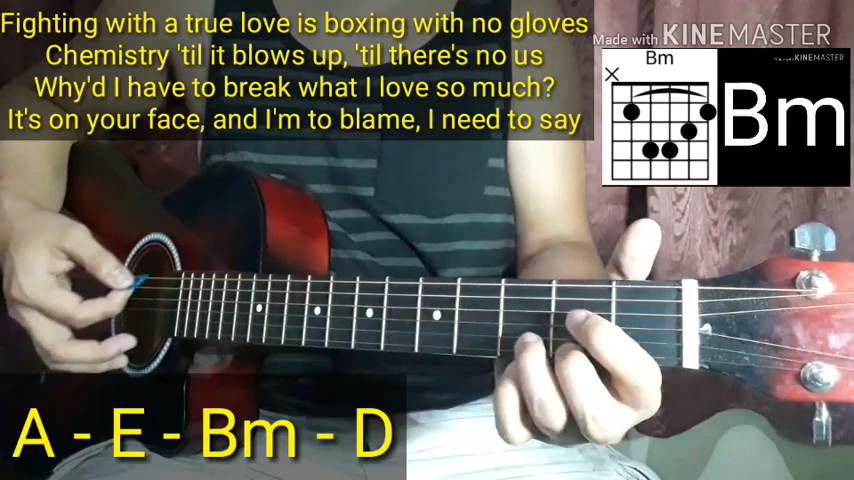 Fighting with a true love is boxing with no gloves
Chemistry 'til it blows up, 'til there's no us
Why'd I have to break what I love so much?
It's on your face, and I'm to blame, I need to say
Made with KINEMASTER
Bm
×
Bm
KINEMASTER
A - E - Bm - D